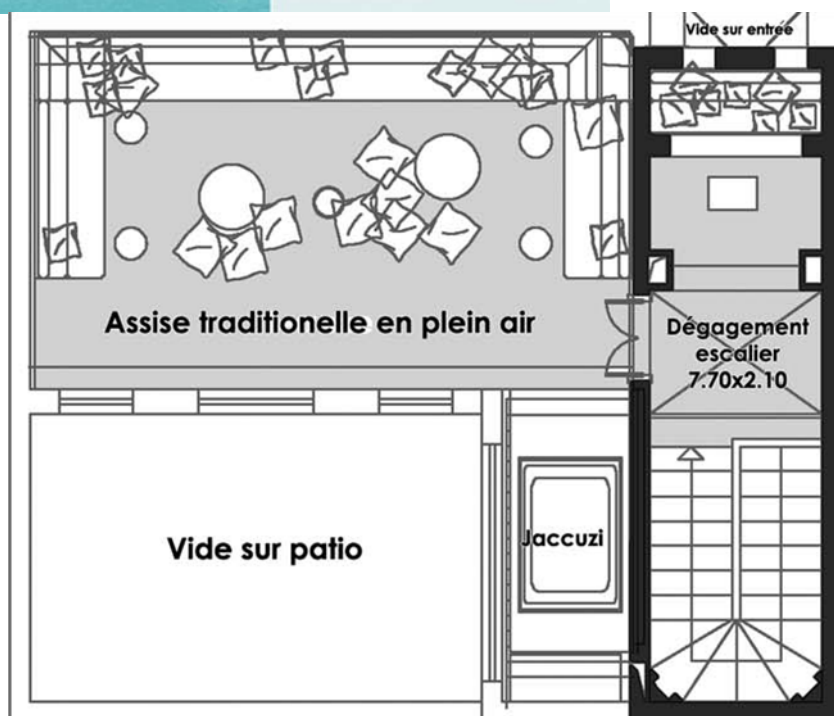 Vide sur entrée
Assise traditionelle en plein air
Dégagement
escalier
7.70x2.10
Vide sur patio
Jaccuzi